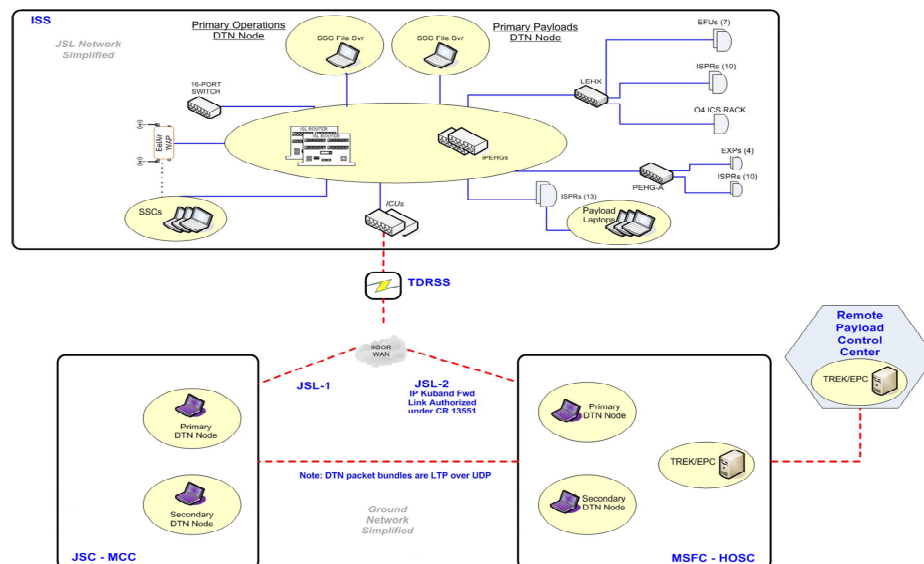 ISS
JSL Network
Simplified
Primary Operations
DTN Node
Primary Payloads
DTN Node
SSC File Svr
SSC File Svr
EFUs (7)
16-PORT
SWITCH
LEHX
ISPRs (10)
O4 ICS RACK
BelAir
WAP
JSL ROUTER
JSL ROUTER
iPEHGs
EXPs (4)
PEHG-A
ISPRs (10)
SSCs
ICUs
ISPRs (13)
Payload
Laptops
TDRSS
WAN
JSL-1
JSL-2
IP Kuband Fwd
Link Authorized
under CR 13551
Remote
Payload
Control
Center
TREK/EPC
Primary
DTN Node
Primary
DTN Node
TREK/EPC
Note: DTN packet bundles are LTP over UDP
Secondary
DTN Node
Ground
Network
Simplified
Secondary
DTN Node
JSC - MCC
MSFC - HOSC